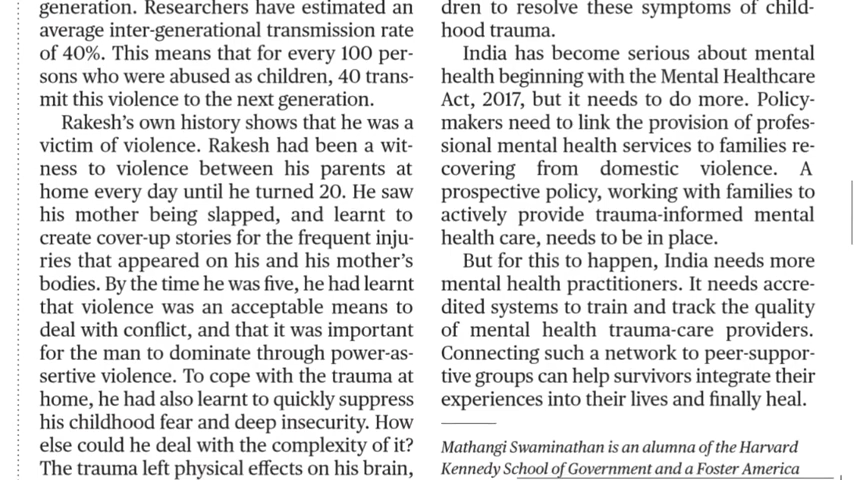 generation. Researchers have estimated an
average inter-generational transmission rate
of 40%. This means that for every 100 per-
sons who were abused as children, 40 trans-
mit this violence to the next generation.
Rakesh’s own history shows that he was a
victim of violence. Rakesh had been a wit-
ness to violence between his parents at
home every day until he turned 20. He saw
his mother being slapped, and learnt to
create cover-up stories for the frequent inju-
ries that appeared on his and his mother’s
bodies. By the time he was five, he had learnt
that violence was an acceptable means to
deal with conflict, and that it was important
for the man to dominate through power-as-
sertive violence. To cope with the trauma at
home, he had also learnt to quickly suppress
his childhood fear and deep insecurity. How
else could he deal with the complexity of it?
The trauma left physical effects on his brain,
dren to resolve these symptoms of child-
hood trauma.
India has become serious about mental
health beginning with the Mental Healthcare
Act, 2017, but it needs to do more. Policy-
makers need to link the provision of profes-
sional mental health services to families re-
covering from domestic violence. A
prospective policy, working with families to
actively provide trauma-informed mental
health care, needs to be in place.
But for this to happen, India needs more
mental health practitioners. It needs accre-
dited systems to train and track the quality
of mental health trauma-care providers.
Connecting such a network to peer-suppor-
tive groups can help survivors integrate their
experiences into their lives and finally heal.
Mathangi Swaminathan is an alumna of the Harvard
Kennedy School of Government and a Foster America